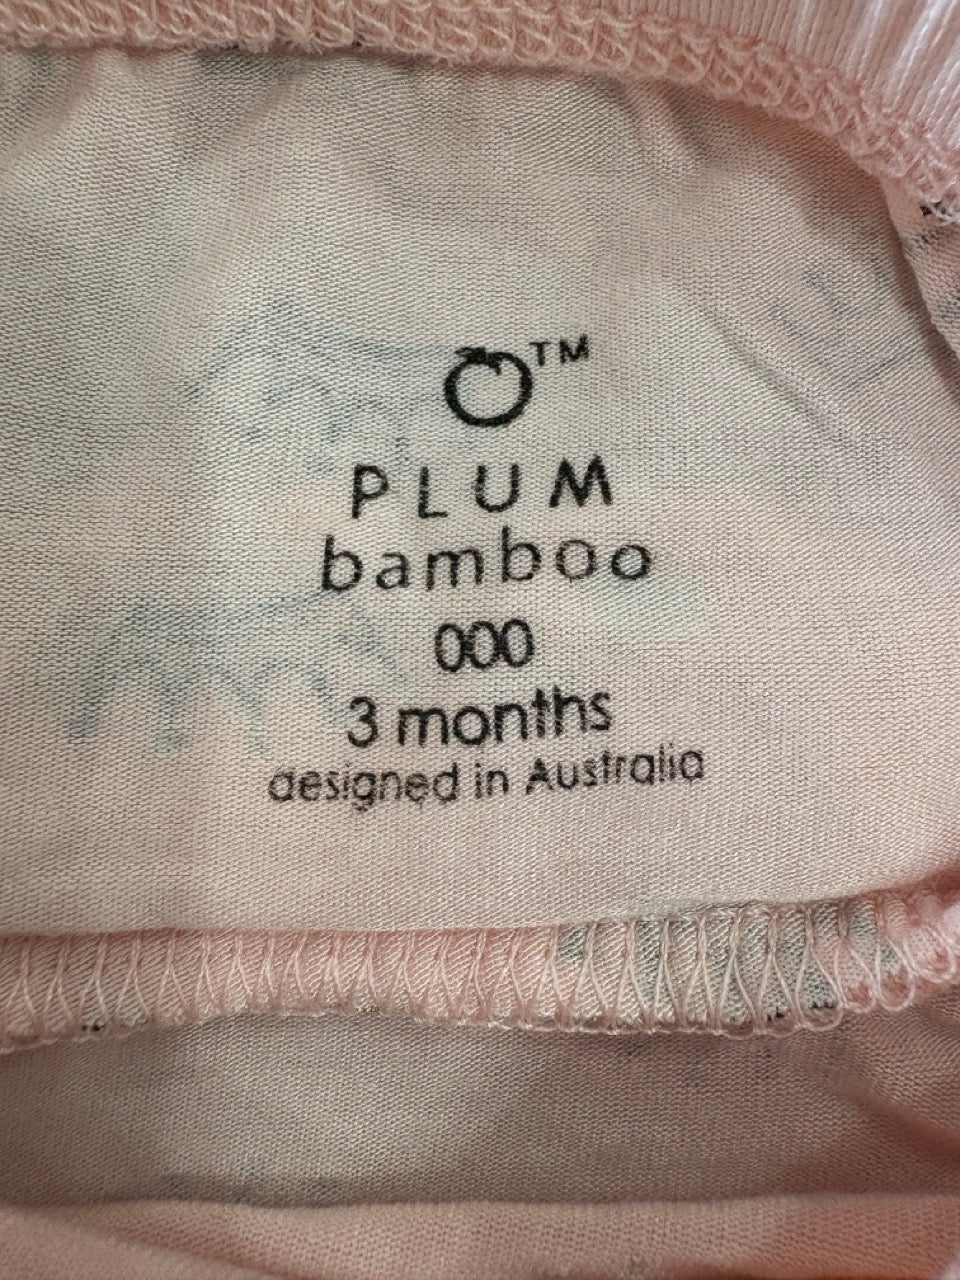 TM
PLUM
bamboo
000
3 months
designed in Australia